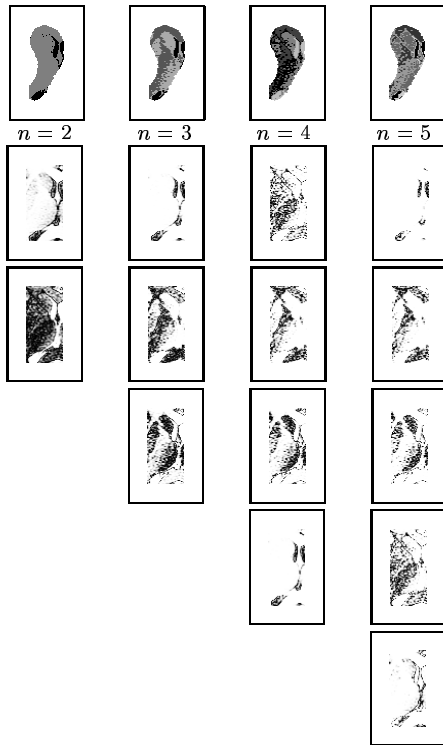 n = 2 n = 3 n = 4 n = 5